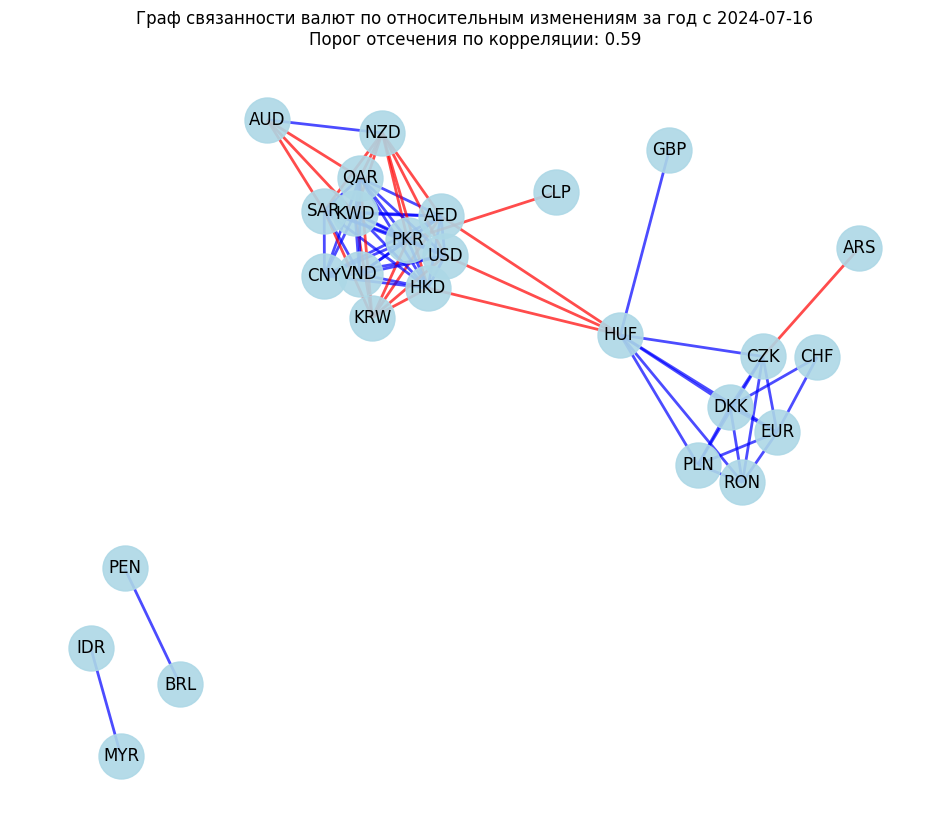 Граф связанности валют по относительным изменениям за год с 2024-07-16
Порог отсечения по корреляции: 0.59
AUD
NZD
GBP
QAR
CLP
SAR
KWD
AED
PKR
ARS
USD
CNY
VND
HKD
KRW
HUF
CZK
CHF
DKK
EUR
PLN
RON
PEN
IDR
BRL
MYR